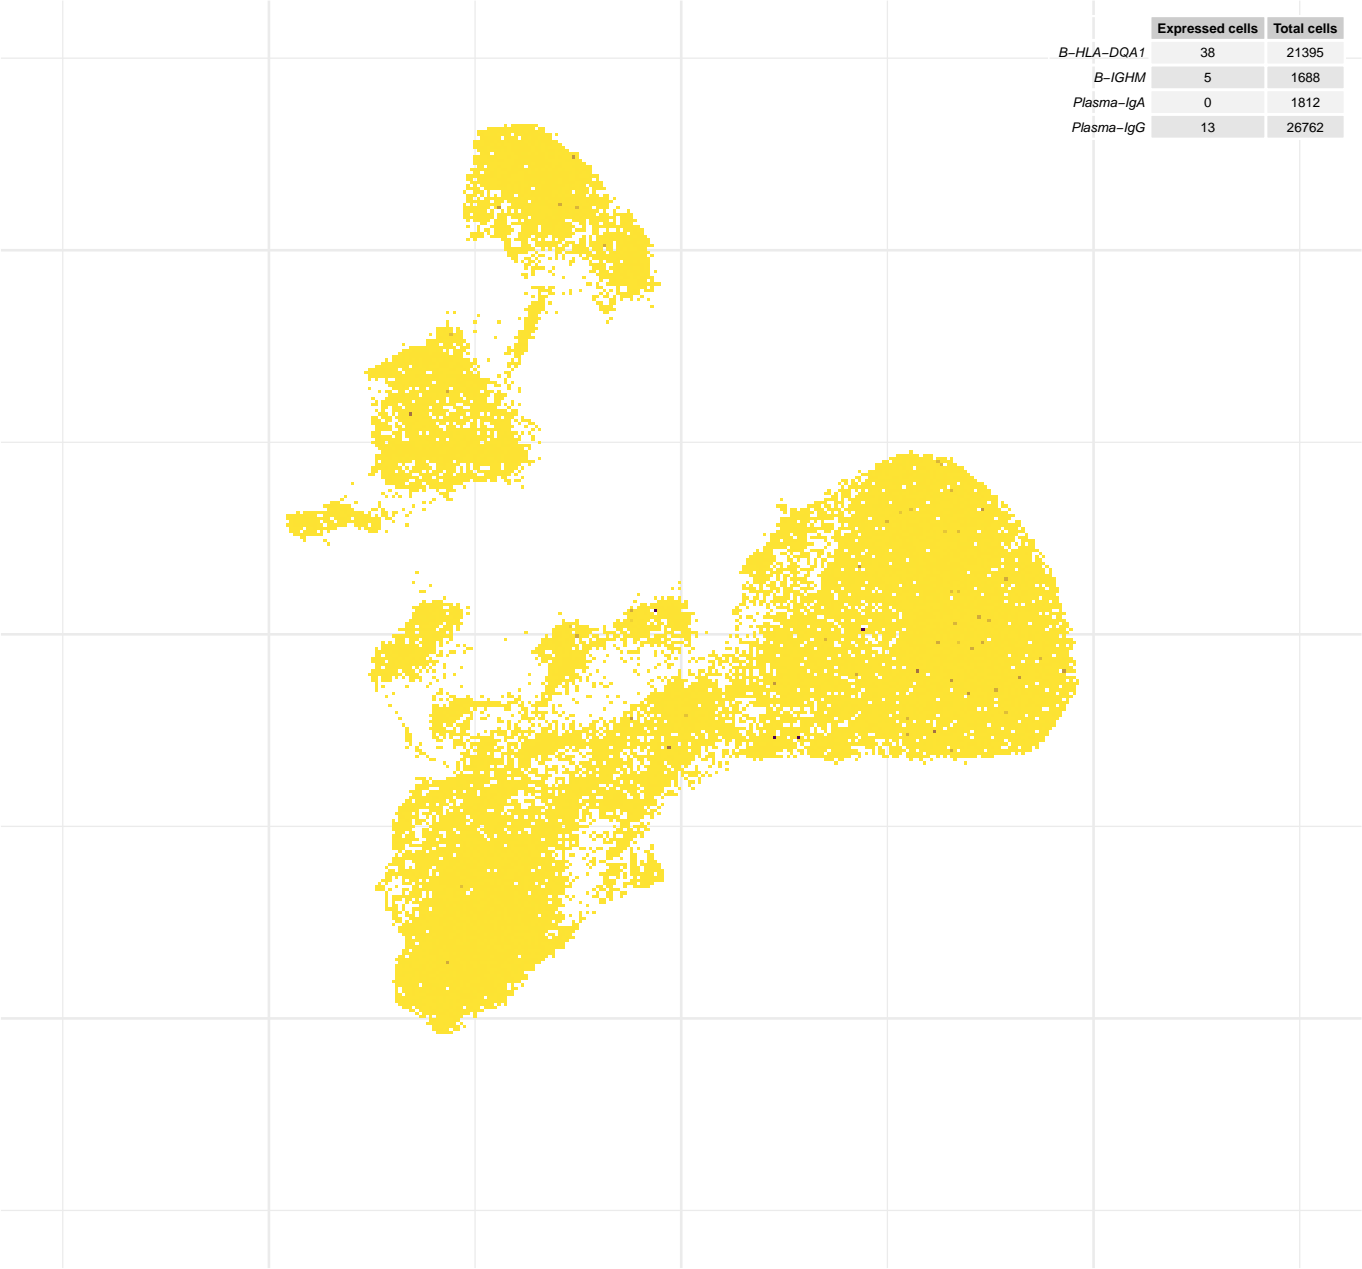 Expressed cells Total cells
B−HLA−DQA1 38 21395
B−IGHM 5 1688
Plasma−IgA 0 1812
Plasma−IgG 13 26762